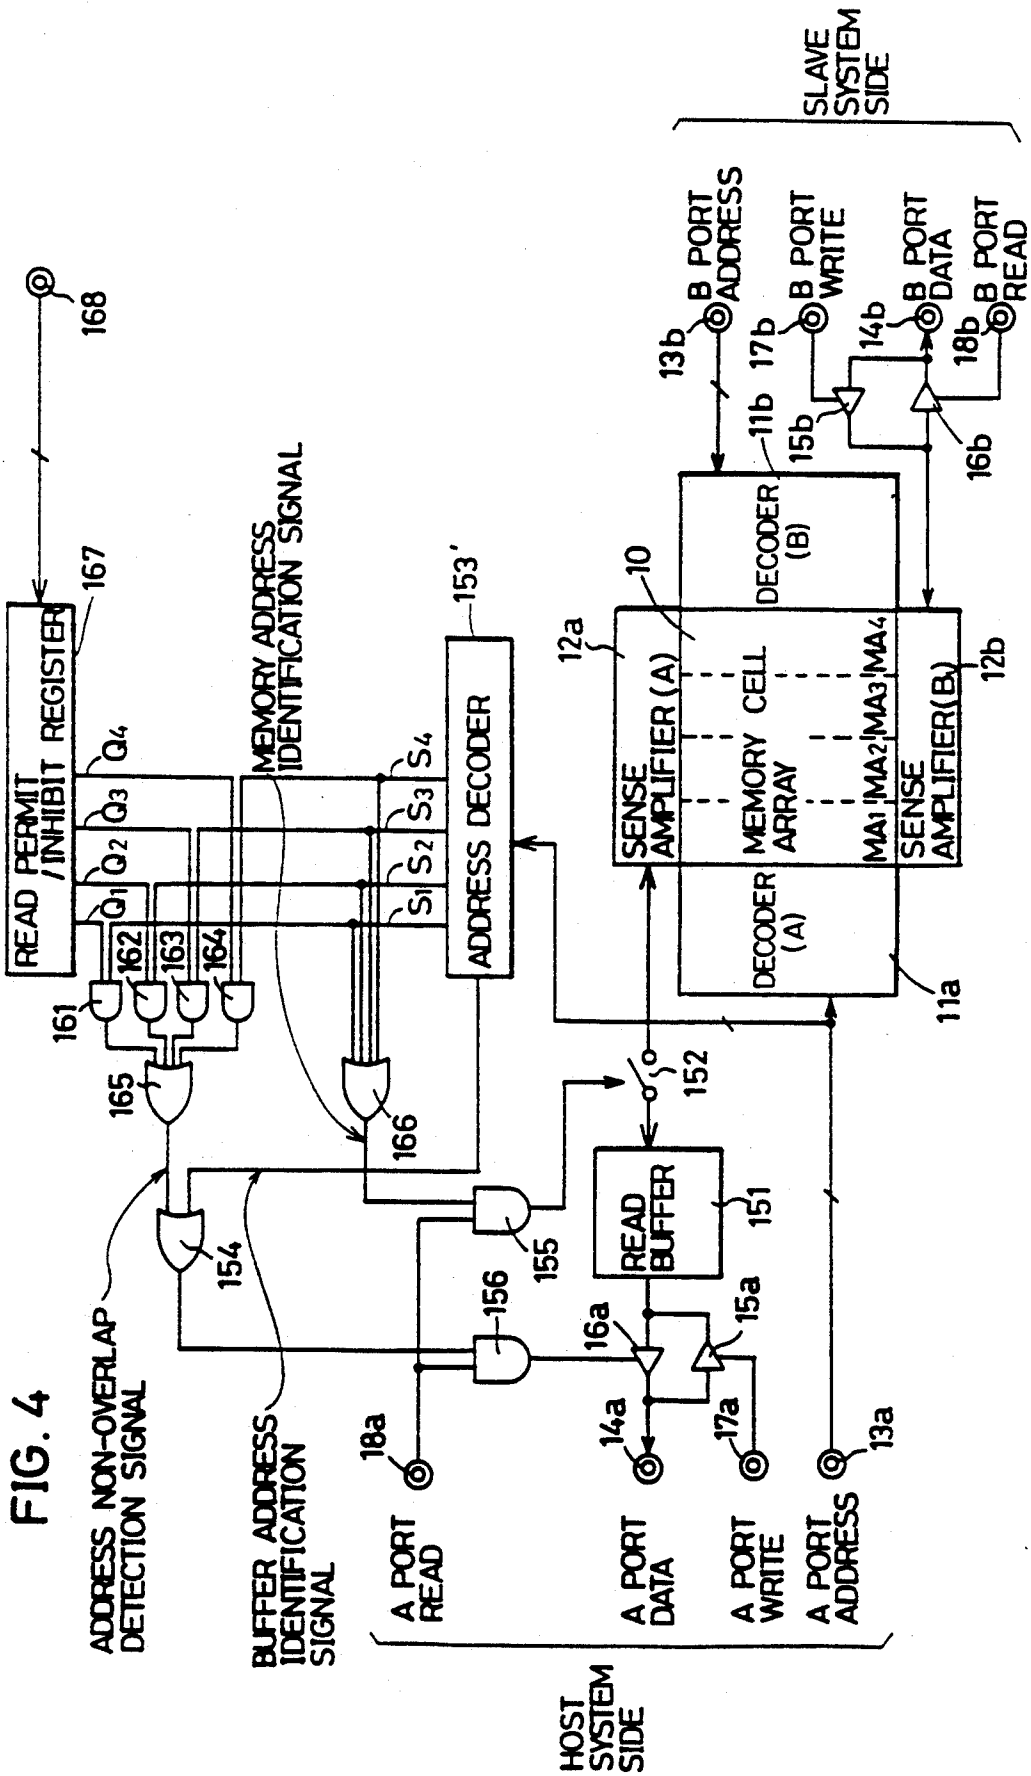 FIG. 4
ADDRESS NON-OVERLAP
DETECTION SIGNAL
BUFFER ADDRESS
IDENTIFICATION
SIGNAL
MEMORY ADDRESS
IDENTIFICATION SIGNAL
READ PERMIT
/INHIBIT REGISTER
167
168
Q1
Q2
Q3
Q4
161
162
163
164
165
166
154
155
156
S1
S2
S3
S4
ADDRESS DECODER
153'
HOST
SYSTEM
SIDE
A PORT
READ
18a
A PORT
DATA
14a
A PORT
WRITE
17a
A PORT
ADDRESS
13a
16a
15a
READ
BUFFER
151
152
SENSE
AMPLIFIER (A)
12a
10
MEMORY CELL
ARRAY
MA1
MA2
MA3
MA4
SENSE
AMPLIFIER(B)
12b
DECODER
(A)
11a
DECODER
(B)
11b
15b
16b
13b
B PORT
ADDRESS
17b
B PORT
WRITE
14b
B PORT
DATA
18b
B PORT
READ
SLAVE
SYSTEM
SIDE